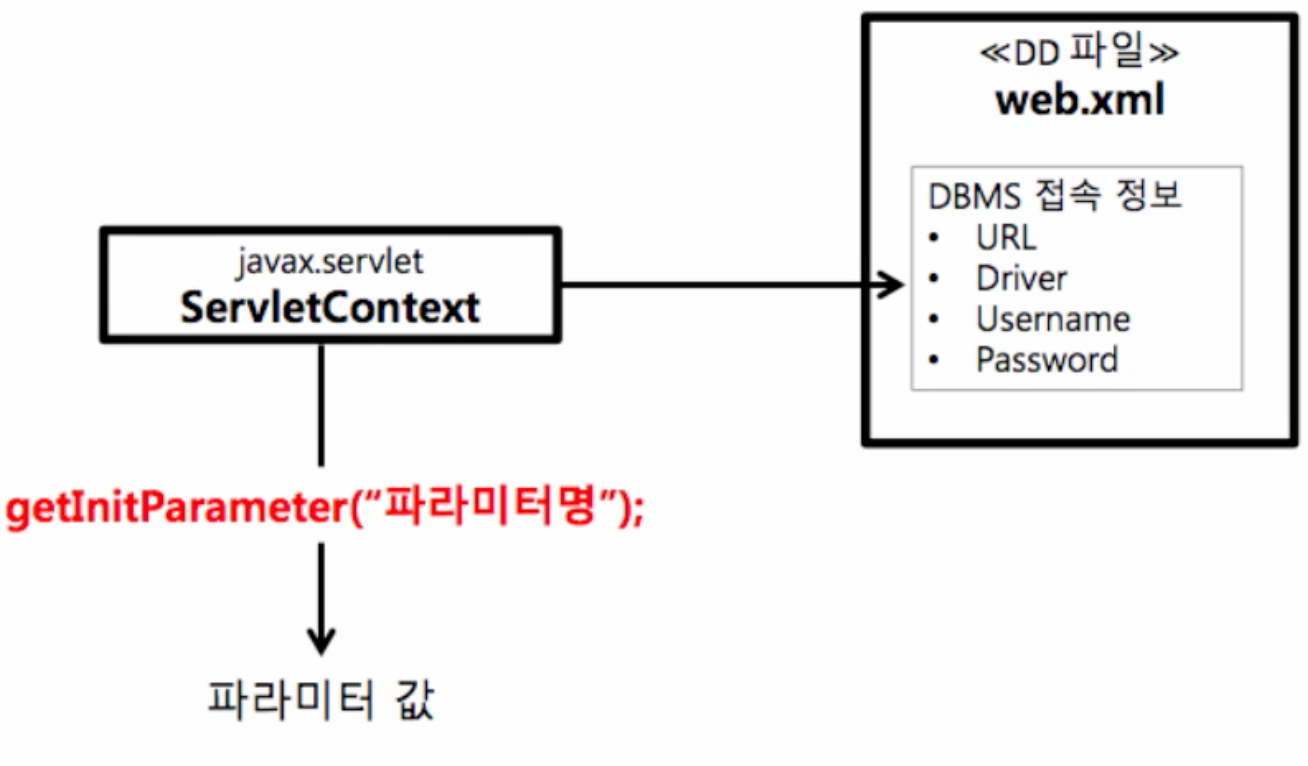 ≪DD 파일≫
web.xml
DBMS 접속 정보
• URL
• Driver
• Username
• Password
javax.servlet
ServletContext
getInitParameter(“파라미터명”);
파라미터 값